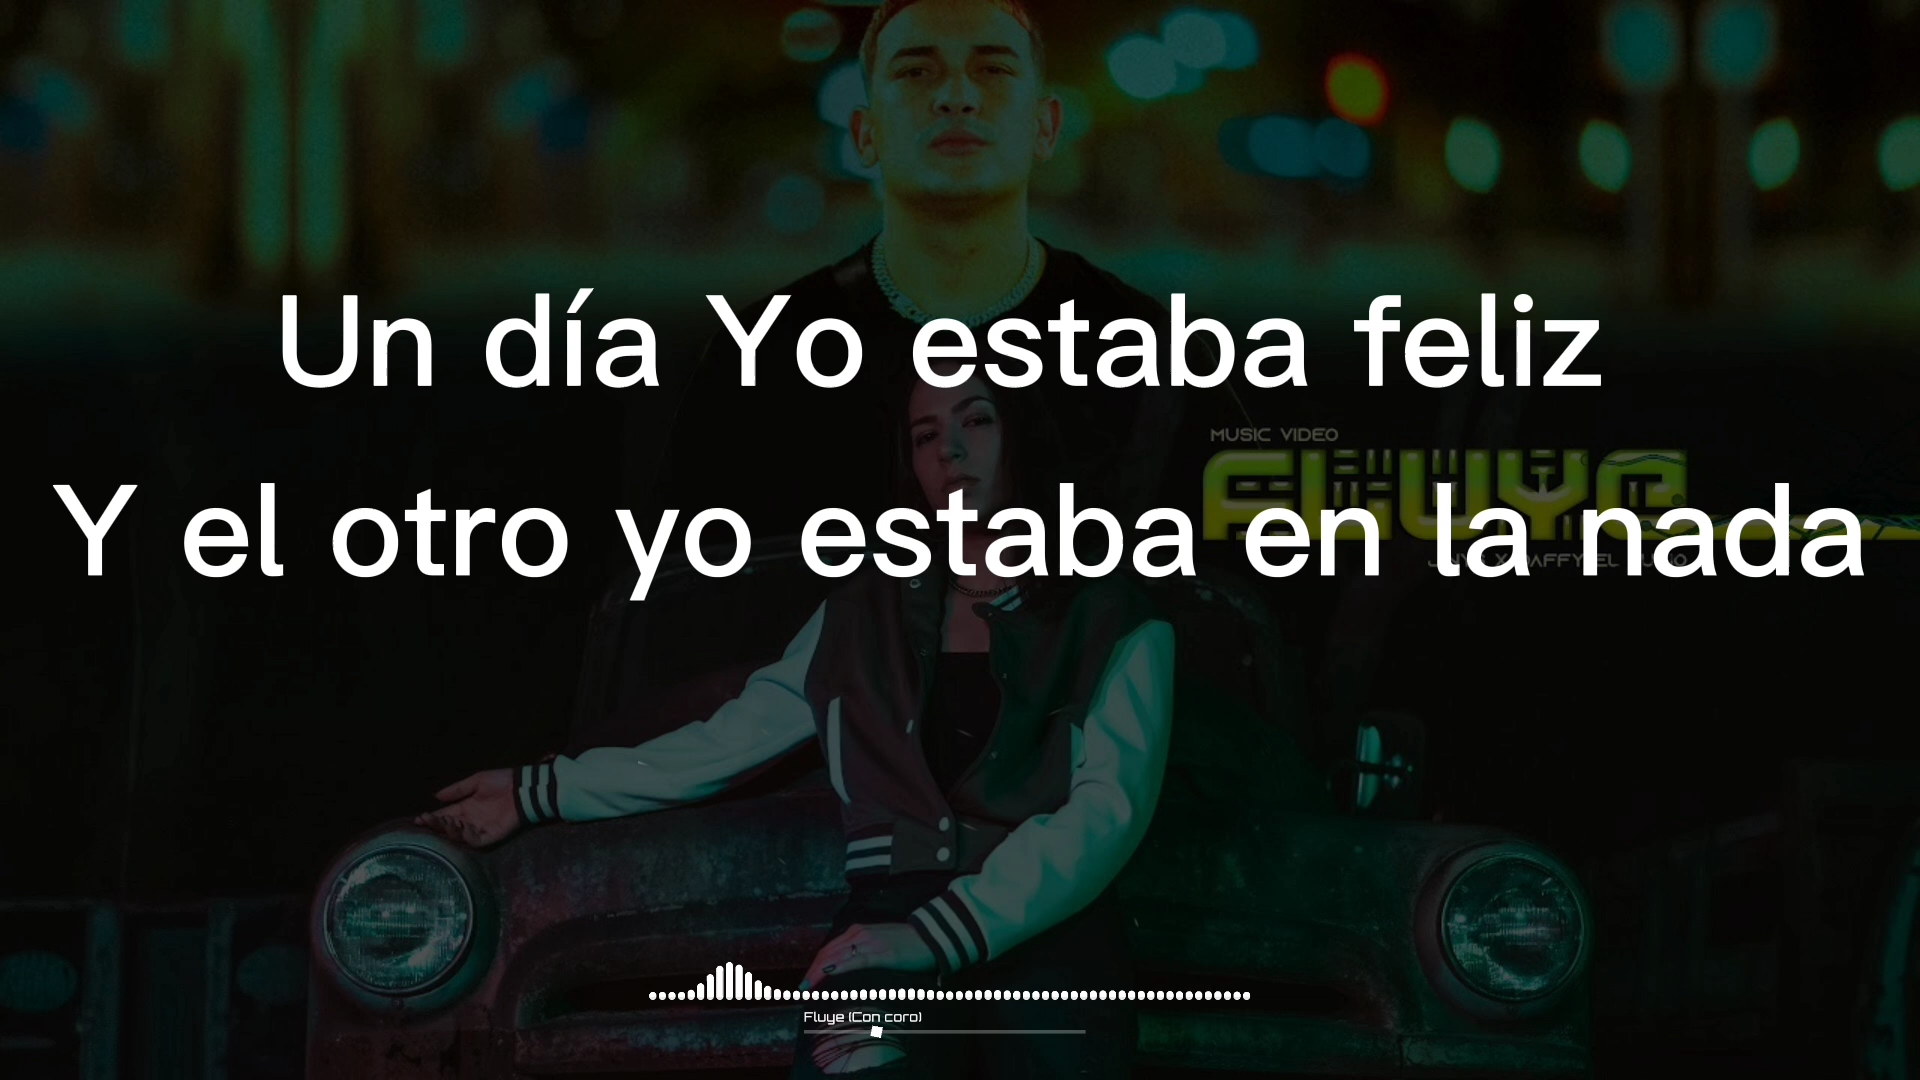 Un día Yo estaba feliz
MUSIC VIDEO
FLUYE
Y el otro yo estaba en la nada
Fluye (Con coro)